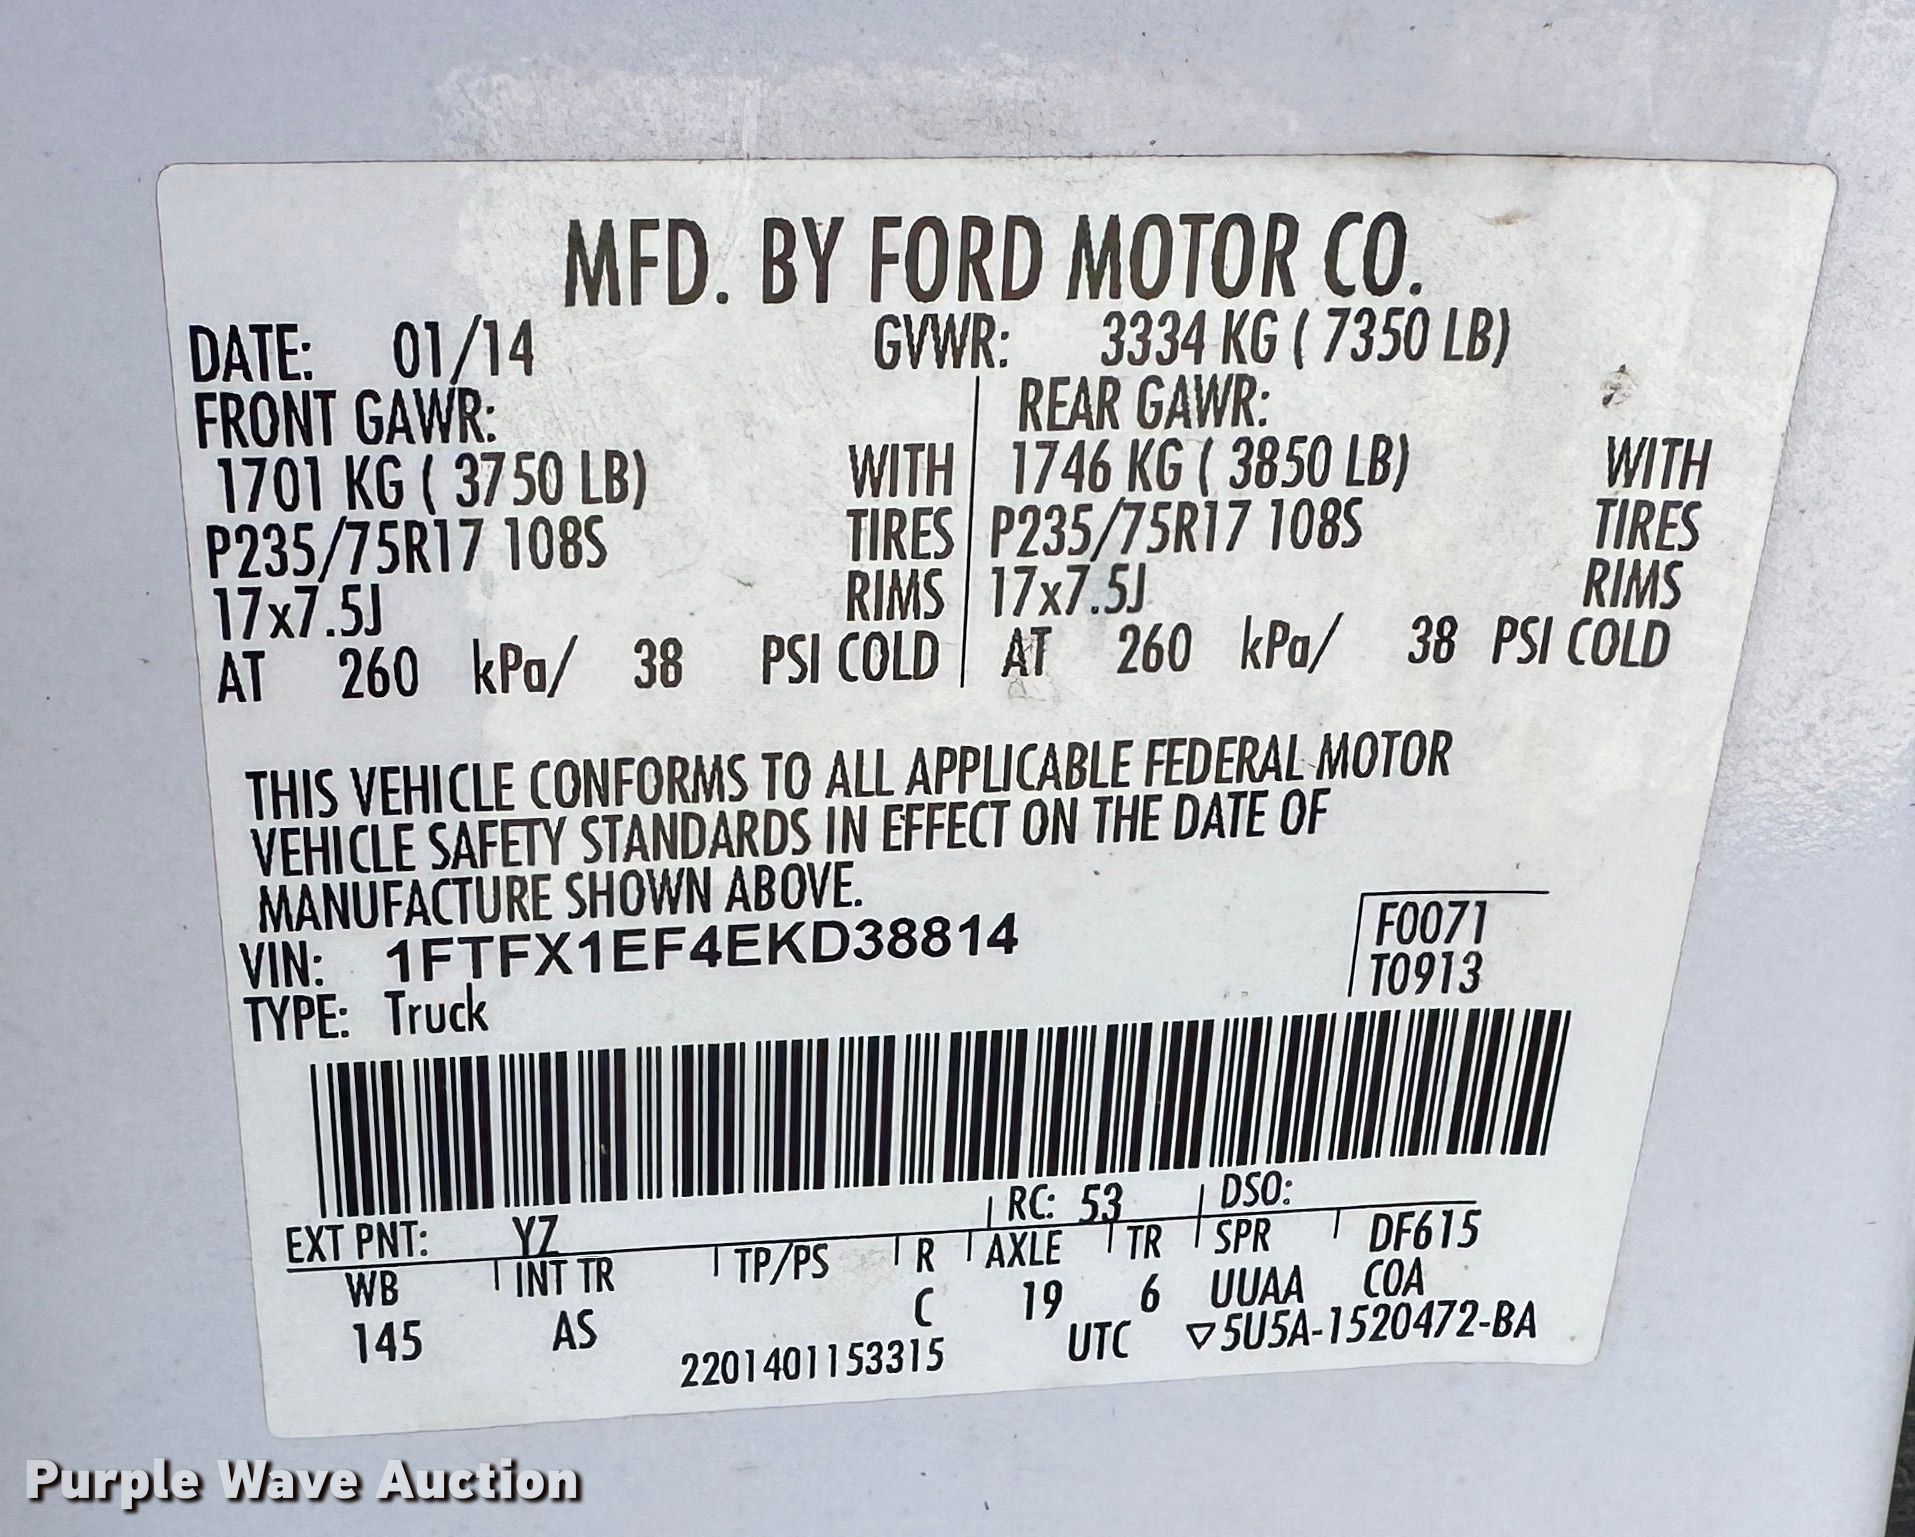 MFD. BY FORD MOTOR CO.
DATE: 01/14 GVWR: 3334 KG ( 7350 LB)
FRONT GAWR: REAR GAWR:
1701 KG ( 3750 LB) WITH 1746 KG ( 3850 LB) WITH
P235/75R17 108S TIRES P235/75R17 108S TIRES
17x7.5J RIMS 17x7.5J RIMS
AT 260 kPa/ 38 PSI COLD AT 260 kPa/ 38 PSI COLD
THIS VEHICLE CONFORMS TO ALL APPLICABLE FEDERAL MOTOR
VEHICLE SAFETY STANDARDS IN EFFECT ON THE DATE OF
MANUFACTURE SHOWN ABOVE.
VIN: 1FTFX1EF4EKD38814 F0071
TYPE: Truck T0913
EXT PNT: YZ RC: 53 DSO:
WB INT TR TP/PS R AXLE TR SPR DF615
145 AS C 19 6 UUAA COA
2201401153315 UTC ▽5U5A-1520472-BA
Purple Wave Auction